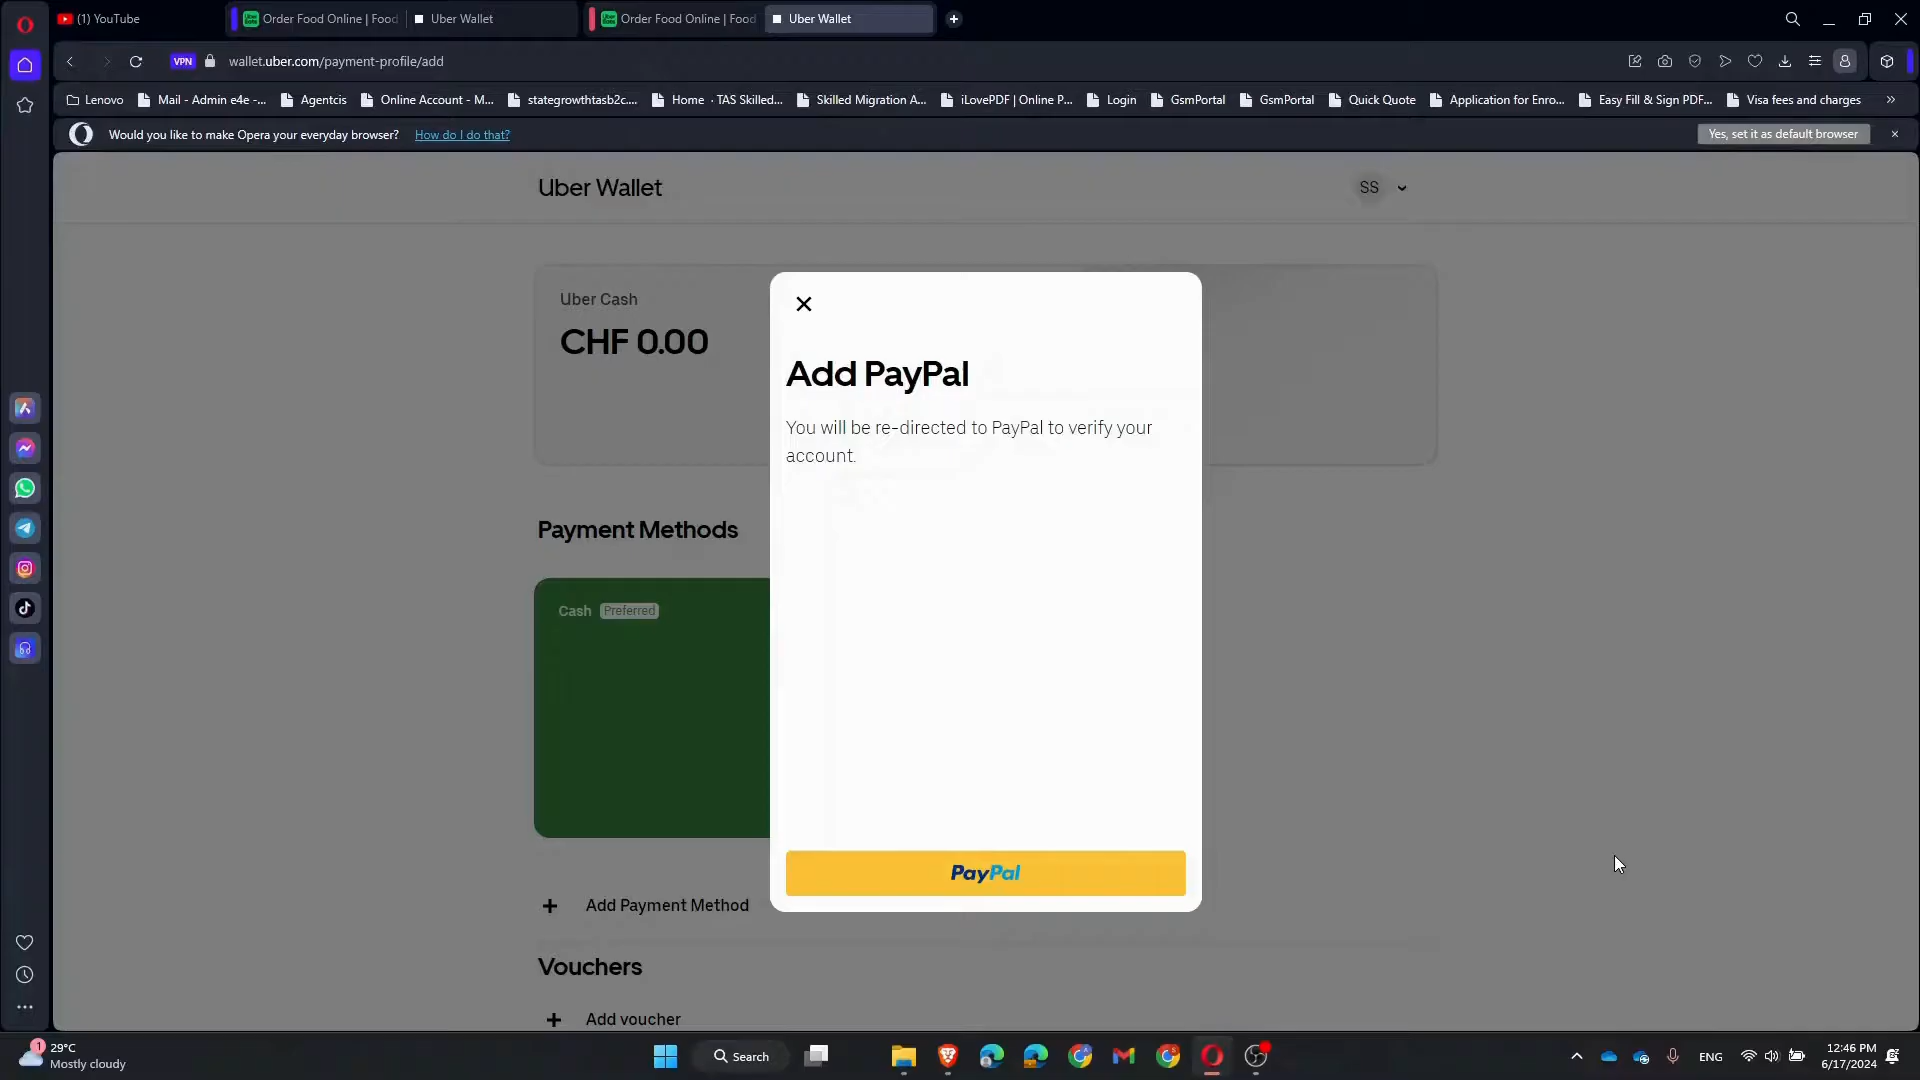 (1) YouTube
Order Food Online | Food
Uber Wallet
Order Food Online | Food
Uber Wallet
VPN
wallet.uber.com/payment-profile/add
Lenovo
Mail - Admin e4e -...
Agentcis
Online Account - M...
stategrowthtasb2c....
Home · TAS Skilled...
Skilled Migration A...
iLovePDF | Online P...
Login
GsmPortal
GsmPortal
Quick Quote
Application for Enro...
Easy Fill & Sign PDF...
Visa fees and charges
Would you like to make Opera your everyday browser?
How do I do that?
Yes, set it as default browser
Uber Wallet
SS
Uber Cash
CHF 0.00
Add PayPal
You will be re-directed to PayPal to verify your
account.
Payment Methods
Cash Preferred
PayPal
Add Payment Method
Vouchers
Add voucher
1
29°C
Mostly cloudy
Search
ENG
12:46 PM
6/17/2024